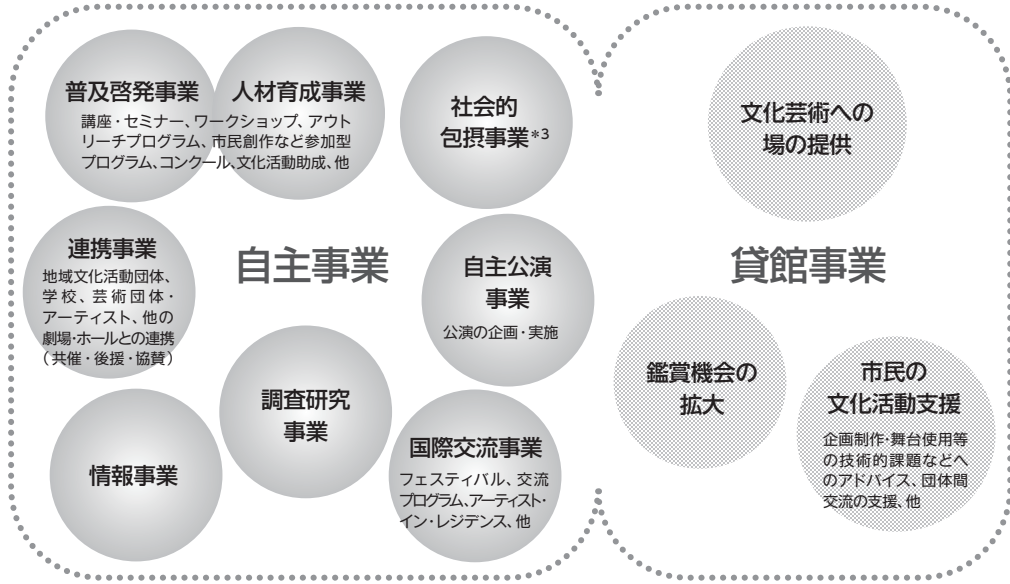 普及啓発事業
人材育成事業
講座・セミナー、ワークショップ、アウト
リーチプログラム、市民創作など参加型
プログラム、コンクール、文化活動助成、他
社会的
包摂事業*3
連携事業
地域文化活動団体、
学校、芸術団体・
アーティスト、他の
劇場・ホールとの連携
(共催・後援・協賛)
自主事業
自主公演
事業
公演の企画・実施
調査研究
事業
情報事業
国際交流事業
フェスティバル、交流
プログラム、アーティスト・
イン・レジデンス、他
文化芸術への
場の提供
貸館事業
鑑賞機会の
拡大
市民の
文化活動支援
企画制作・舞台使用等
の技術的課題などへ
のアドバイス、団体間
交流の支援、他